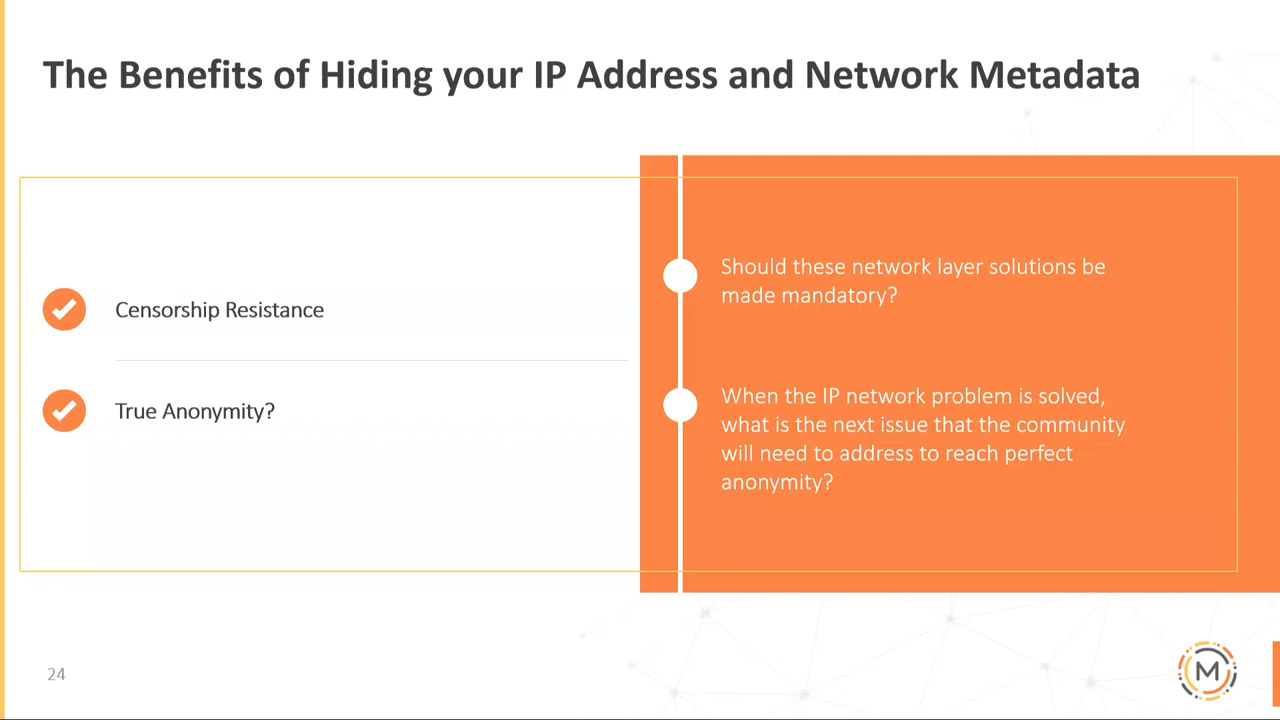 The Benefits of Hiding your IP Address and Network Metadata
Censorship Resistance
True Anonymity?
Should these network layer solutions be
made mandatory?
When the IP network problem is solved,
what is the next issue that the community
will need to address to reach perfect
anonymity?
24
M